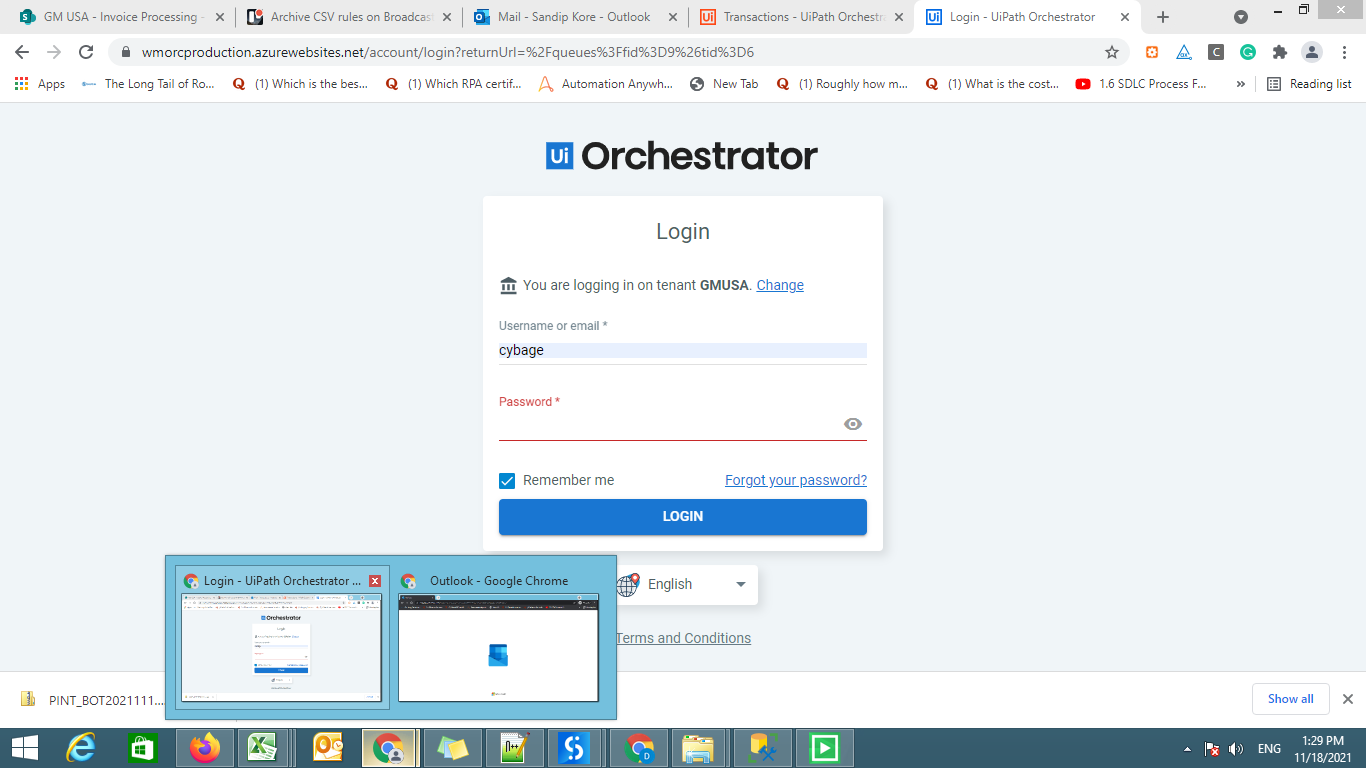 GM USA - Invoice Processing -
Archive CSV rules on Broadcast
Mail - Sandip Kore - Outlook
Transactions - UiPath Orchestr
Login - UiPath Orchestrator
wmorcproduction.azurewebsites.net/account/login?returnUrl=%2Fqueues%3Ffid%3D9%26tid%3D6
Apps
The Long Tail of Ro...
(1) Which is the bes...
(1) Which RPA certif...
Automation Anywh...
New Tab
(1) Roughly how m...
(1) What is the cost...
1.6 SDLC Process F...
»
Reading list
Ui Orchestrator
Login
You are logging in on tenant GMUSA. Change
Username or email *
cybage
Password *
Remember me
Forgot your password?
LOGIN
Login - UiPath Orchestrator ...
Outlook - Google Chrome
English
Terms and Conditions
PINT_BOT2021111...
Show all
ENG
1:29 PM
11/18/2021